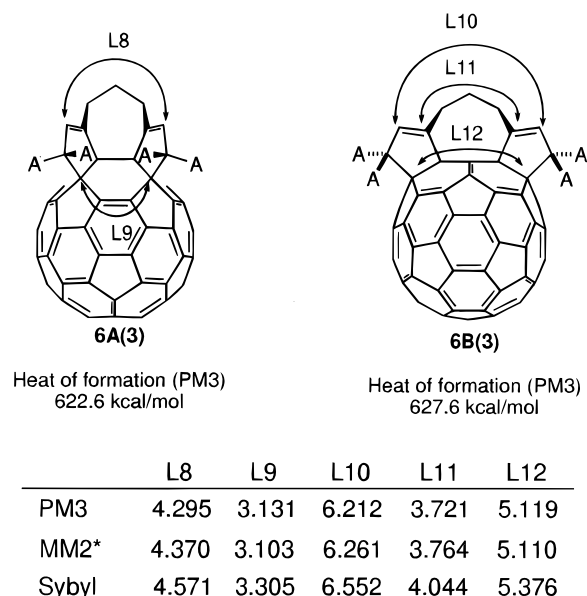 L8
L10
L11
L12
A A A A
A A
A A
L9
6A(3)
6B(3)
Heat of formation (PM3)
622.6 kcal/mol
Heat of formation (PM3)
627.6 kcal/mol
L8 L9 L10 L11 L12
PM3 4.295 3.131 6.212 3.721 5.119
MM2* 4.370 3.103 6.261 3.764 5.110
Sybyl 4.571 3.305 6.552 4.044 5.376